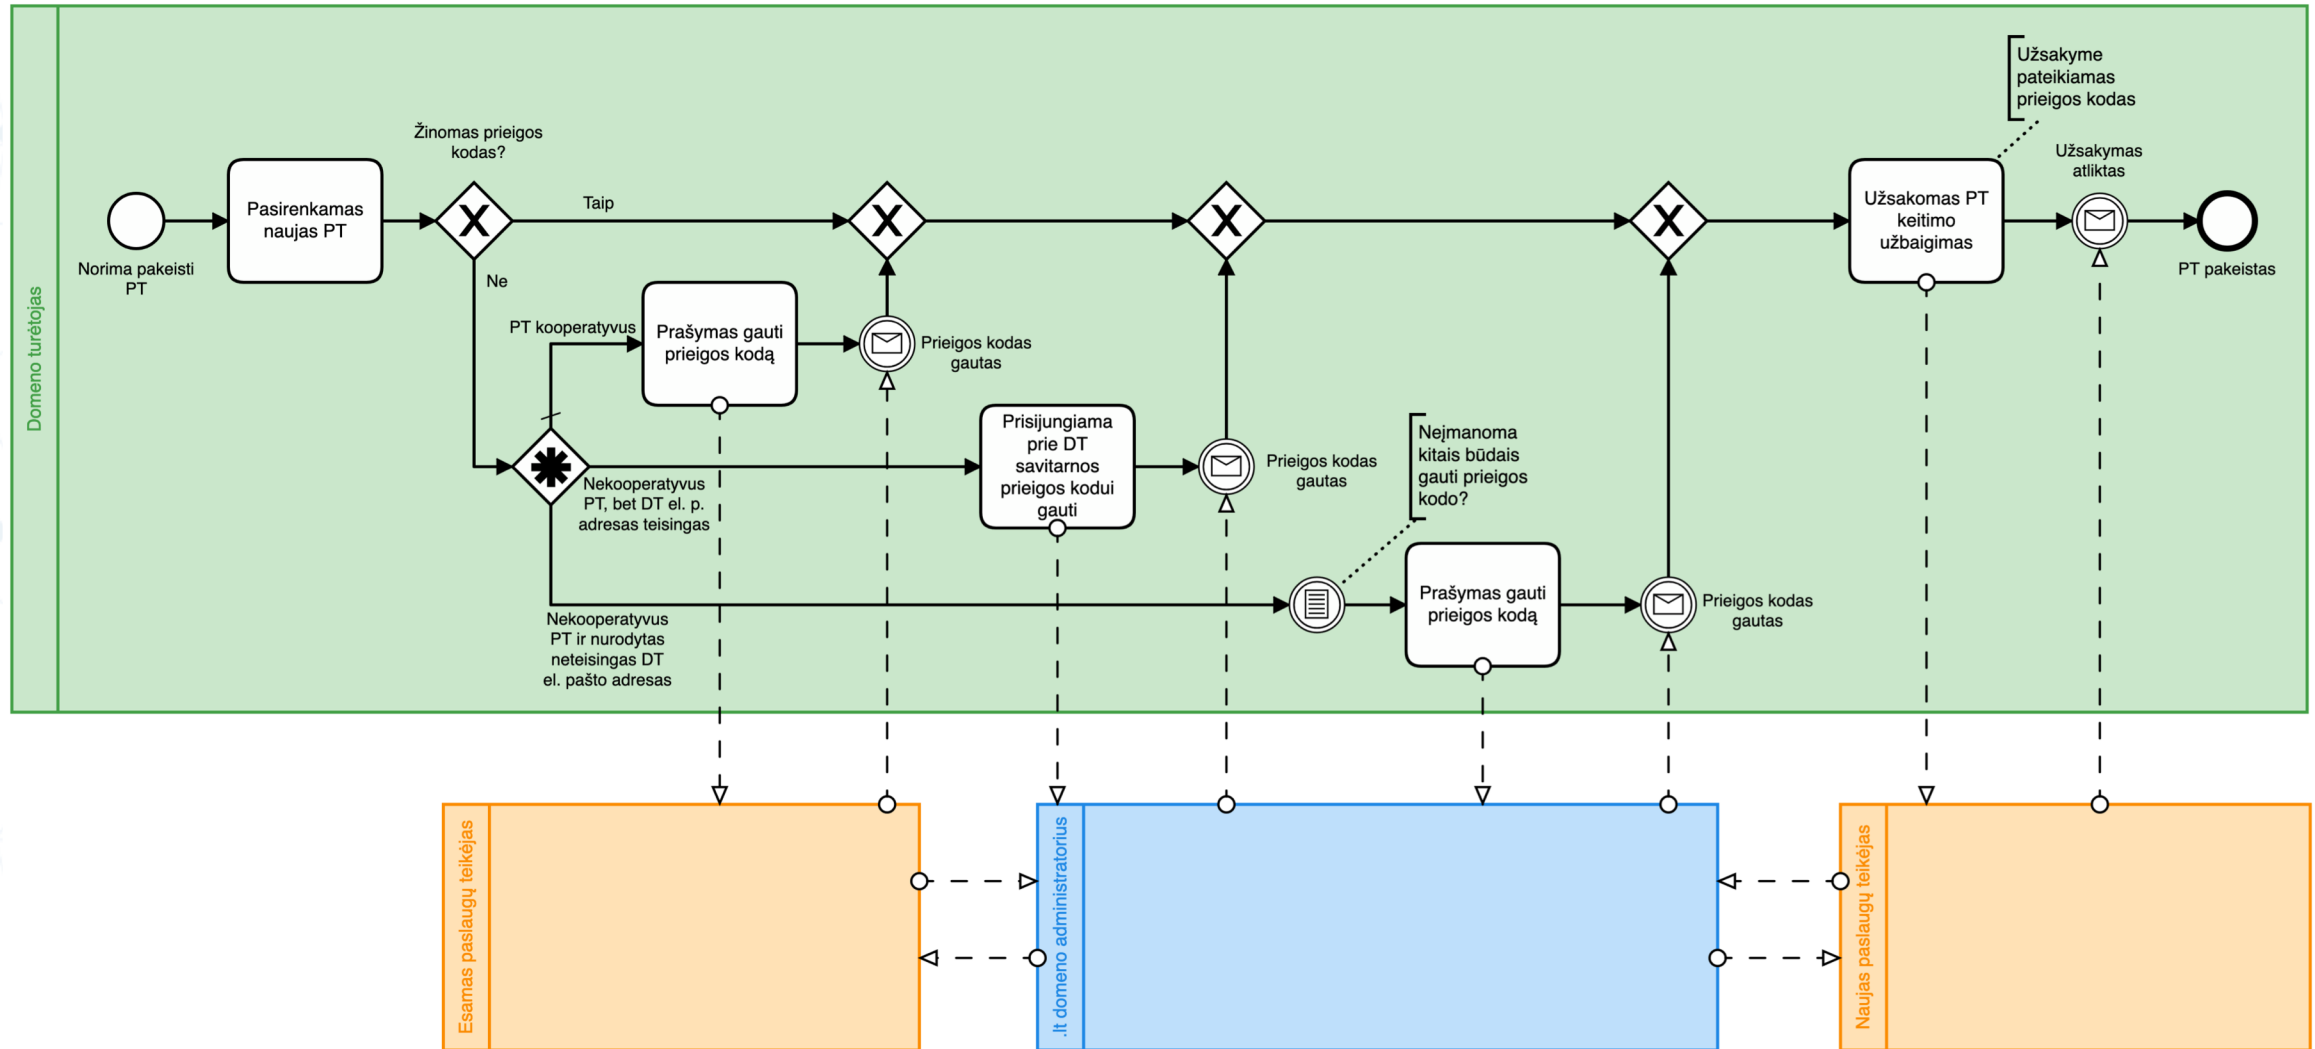 Užsakyme
pateikiamas
prieigos kodas
Žinomas prieigos
kodas?
Užsakymas
atliktas
Pasirenkamas
naujas PT
Taip
Užsakomas PT
keitimo
užbaigimas
Norima pakeisti
PT
PT pakeistas
Ne
PT kooperatyvus
Prašymas gauti
prieigos kodą
Prieigos kodas
gautas
Domeno turėtojas
Prisijungiama
prie DT
savitarnos
prieigos kodui
gauti
Neįmanoma
kitais būdais
gauti prieigos
kodo?
Prieigos kodas
gautas
Nekooperatyvus
PT, bet DT el. p.
adresas teisingas
Prašymas gauti
prieigos kodą
Prieigos kodas
gautas
Nekooperatyvus
PT ir nurodytas
neteisingas DT
el. pašto adresas
Esamas paslaugų teikėjas
.lt domeno administratorius
Naujas paslaugų teikėjas